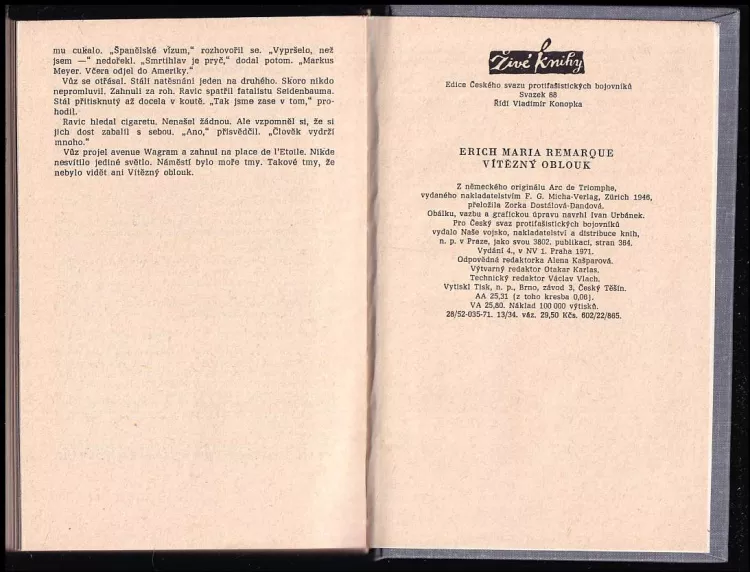 mu cukalo. „Španělské vízum,“ rozhovořil se. „Vypršelo, než
jsem —“ nedořekl. „Smrtihlav je pryč,“ dodal potom. „Markus
Meyer. Včera odjel do Ameriky.“
Vůz se otřásal. Stáli natěsnáni jeden na druhého. Skoro nikdo
nepromluvil. Zahnuli za roh. Ravic spatřil fatalistu Seidenbauma.
Stál přitisknutý až docela v koutě. „Tak jsme zase v tom,“ pro-
hodil.
Ravic hledal cigaretu. Nenašel žádnou. Ale vzpomněl si, že si
jich dost zabalil s sebou. „Ano,“ přisvědčil. „Člověk vydrží
mnoho.“
Vůz projel avenue Wagram a zahnul na place de l'Etoile. Nikde
nesvítilo jediné světlo. Náměstí bylo moře tmy. Takové tmy, že
nebylo vidět ani Vítězný oblouk.
Živé knihy
Edice Českého svazu protifašistických bojovníků
Svazek 68
Řídí Vladimír Konopka
ERICH MARIA REMARQUE
VÍTĚZNÝ OBLOUK
Z německého originálu Arc de Triomphe,
vydaného nakladatelstvím F. G. Micha-Verlag, Zürich 1946,
přeložila Zorka Dostálová-Dandová.
Obálku, vazbu a grafickou úpravu navrhl Ivan Urbánek.
Pro Český svaz protifašistických bojovníků
vydalo Naše vojsko, nakladatelství a distribuce knih,
n. p. v Praze, jako svou 3802. publikaci, stran 364.
Vydání 4., v NV 1. Praha 1971.
Odpovědná redaktorka Alena Kašparová.
Výtvarný redaktor Otakar Karlas.
Technický redaktor Václav Vlach.
Vytiskl Tisk, n. p., Brno, závod 3, Český Těšín.
AA 25,31 (z toho kresba 0,06).
VA 25,80. Náklad 100 000 výtisků.
28/52-035-71. 13/34. váz. 29,50 Kčs. 602/22/865.